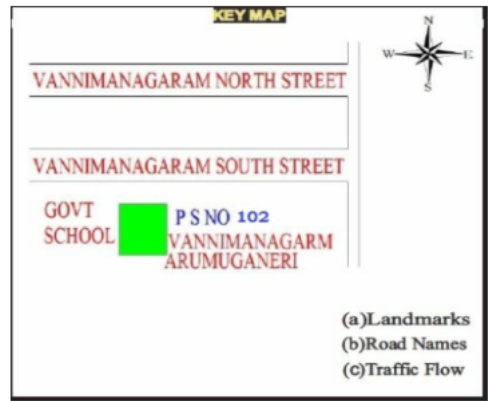 KEY MAP
N
W E
S
VANNIMANAGARAM NORTH STREET
VANNIMANAGARAM SOUTH STREET
GOVT
SCHOOL
P S NO 102
VANNIMANAGARM
ARUMUGANERI
(a)Landmarks
(b)Road Names
(c)Traffic Flow